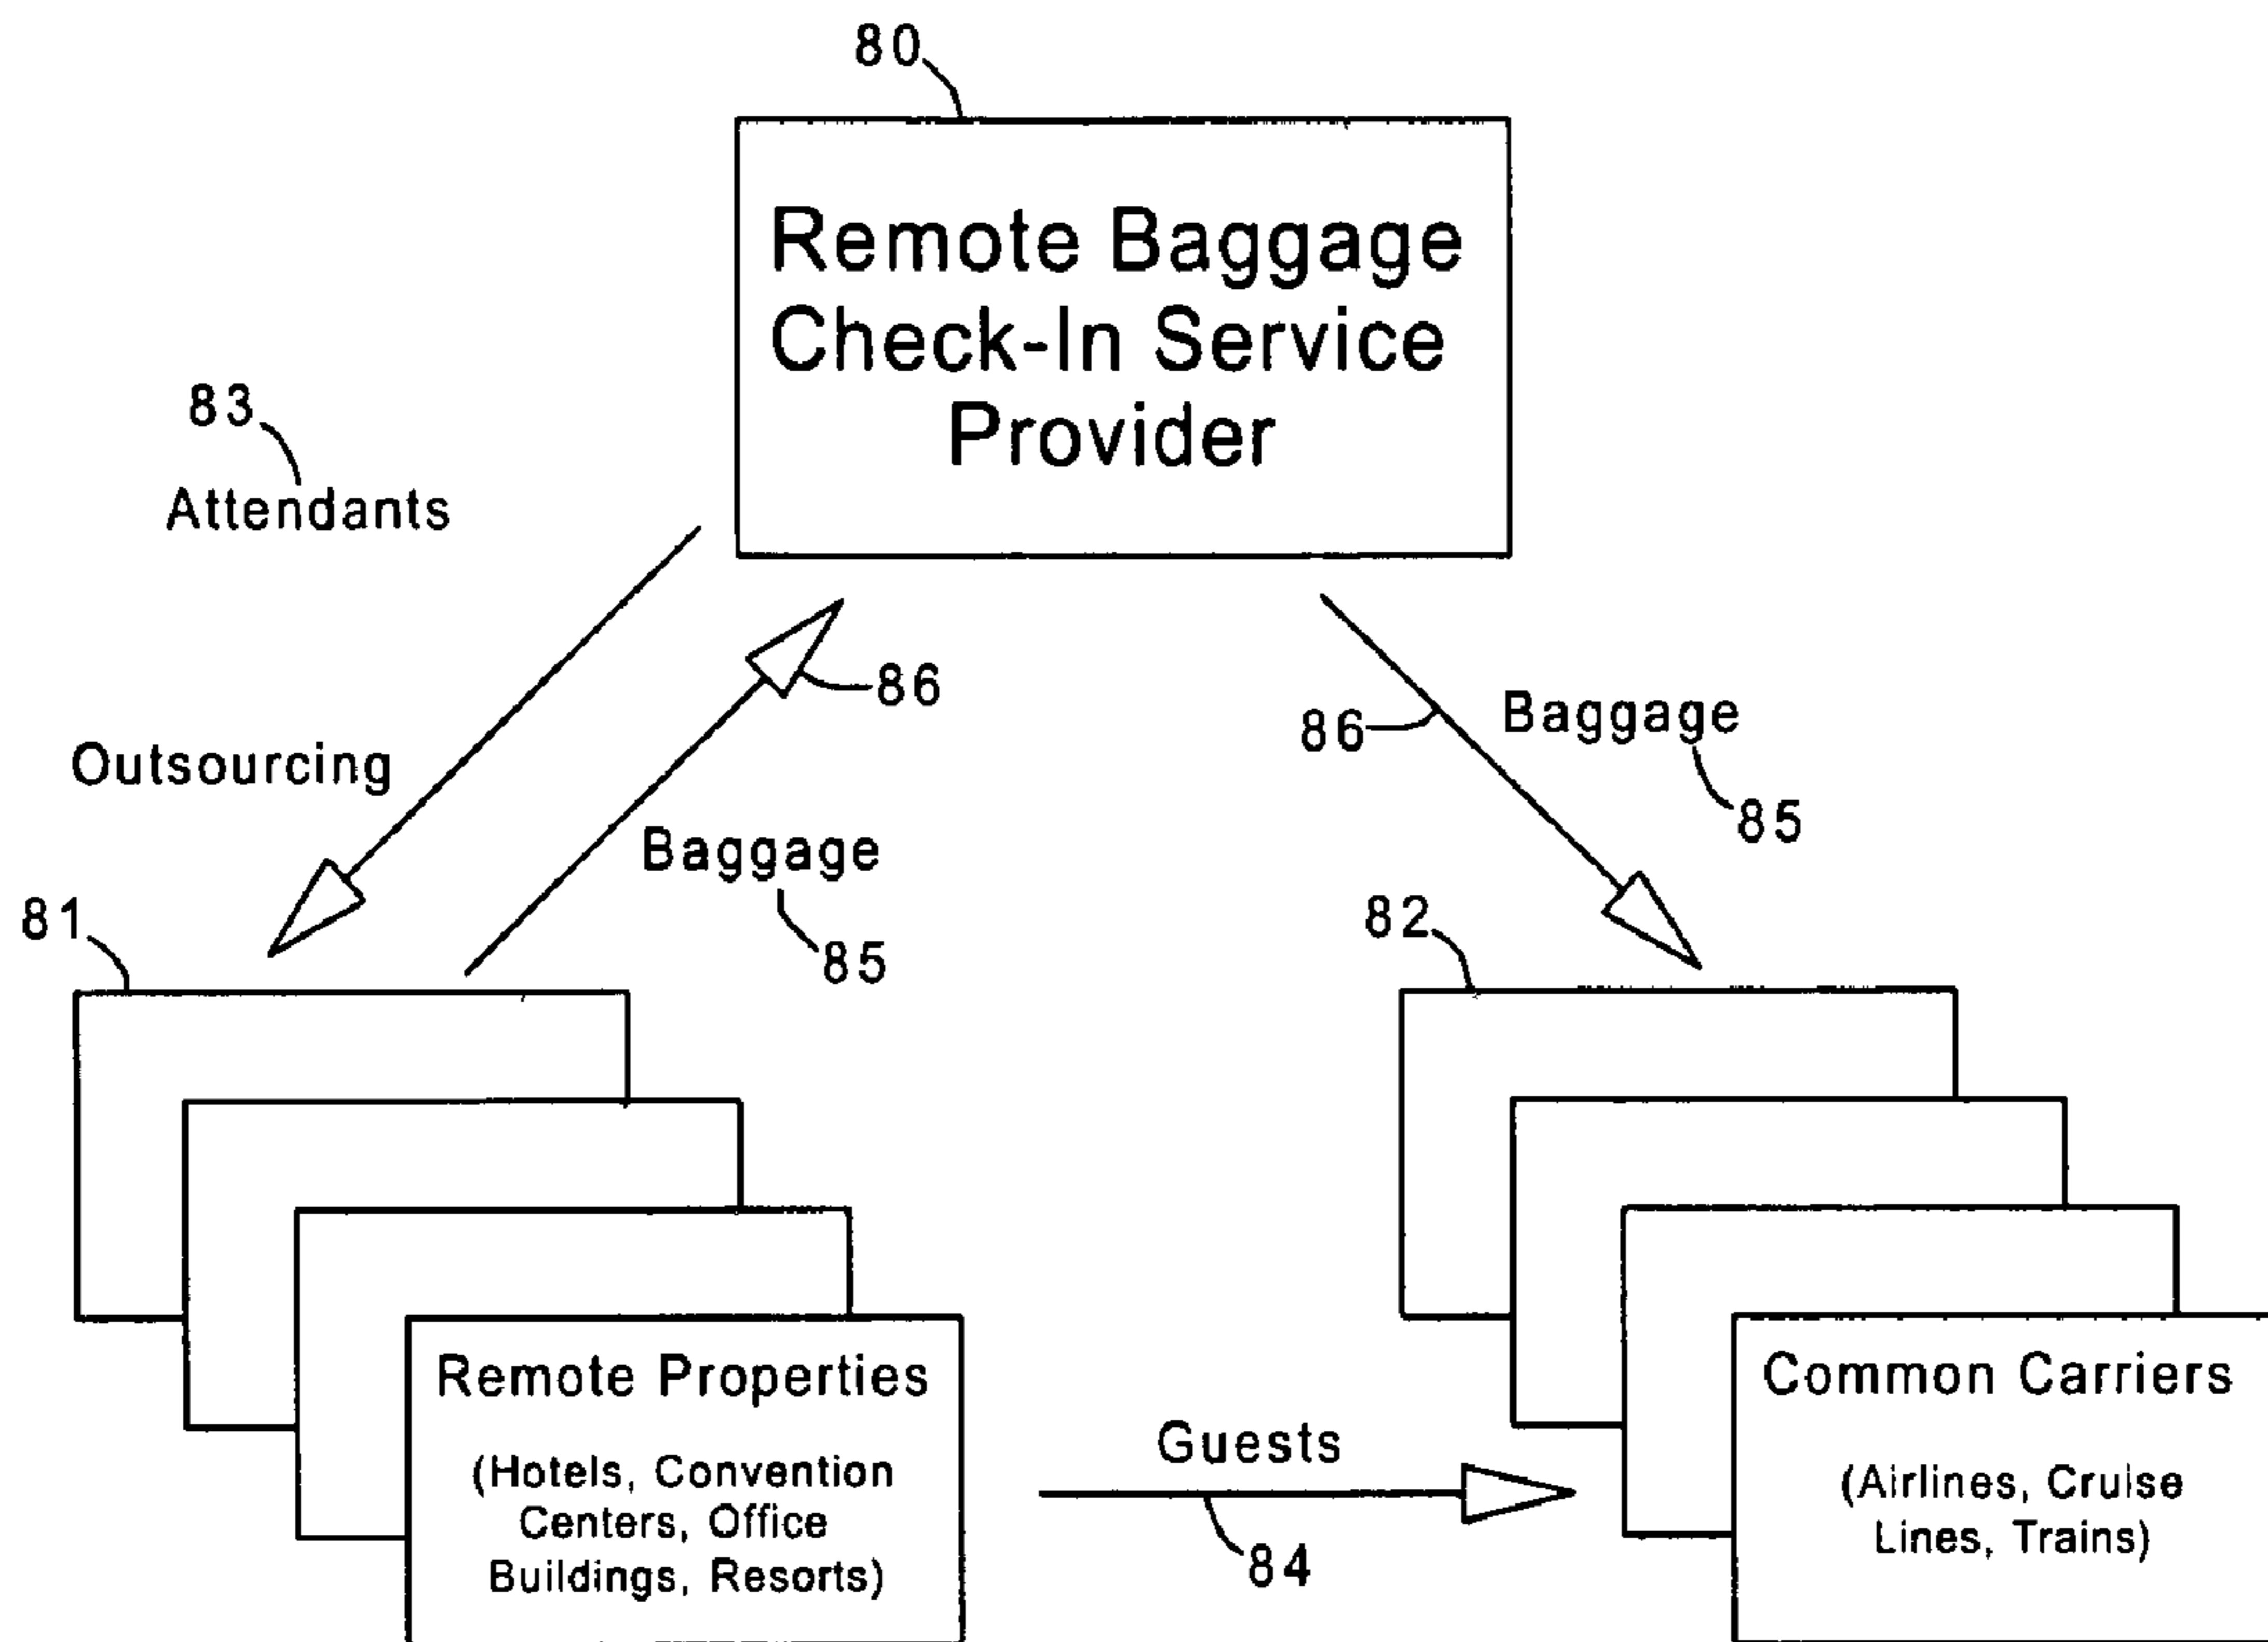 80
Remote Baggage
Check-In Service
Provider
83
Attendants
86
Outsourcing
86
Baggage
85
Baggage
85
81
82
Remote Properties
(Hotels, Convention
Centers, Office
Buildings, Resorts)
Guests
84
Common Carriers
(Airlines, Cruise
Lines, Trains)